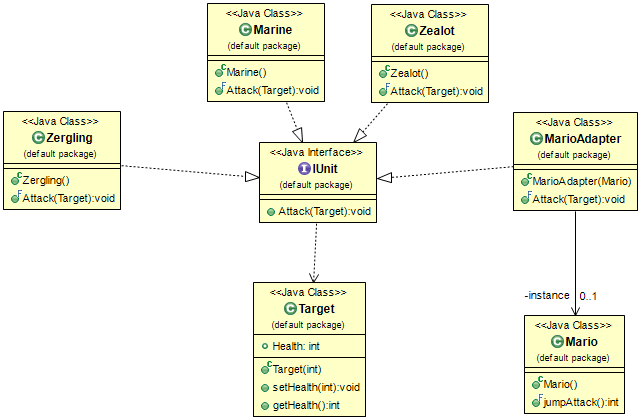 <<Java Class>>
Marine
(default package)
Marine()
Attack(Target):void
<<Java Class>>
Zealot
(default package)
Zealot()
Attack(Target):void
<<Java Class>>
Zergling
(default package)
Zergling()
Attack(Target):void
<<Java Interface>>
IUnit
(default package)
Attack(Target):void
<<Java Class>>
MarioAdapter
(default package)
MarioAdapter(Mario)
Attack(Target):void
-instance 0..1
<<Java Class>>
Target
(default package)
Health: int
Target(int)
setHealth(int):void
getHealth():int
<<Java Class>>
Mario
(default package)
Mario()
jumpAttack():int